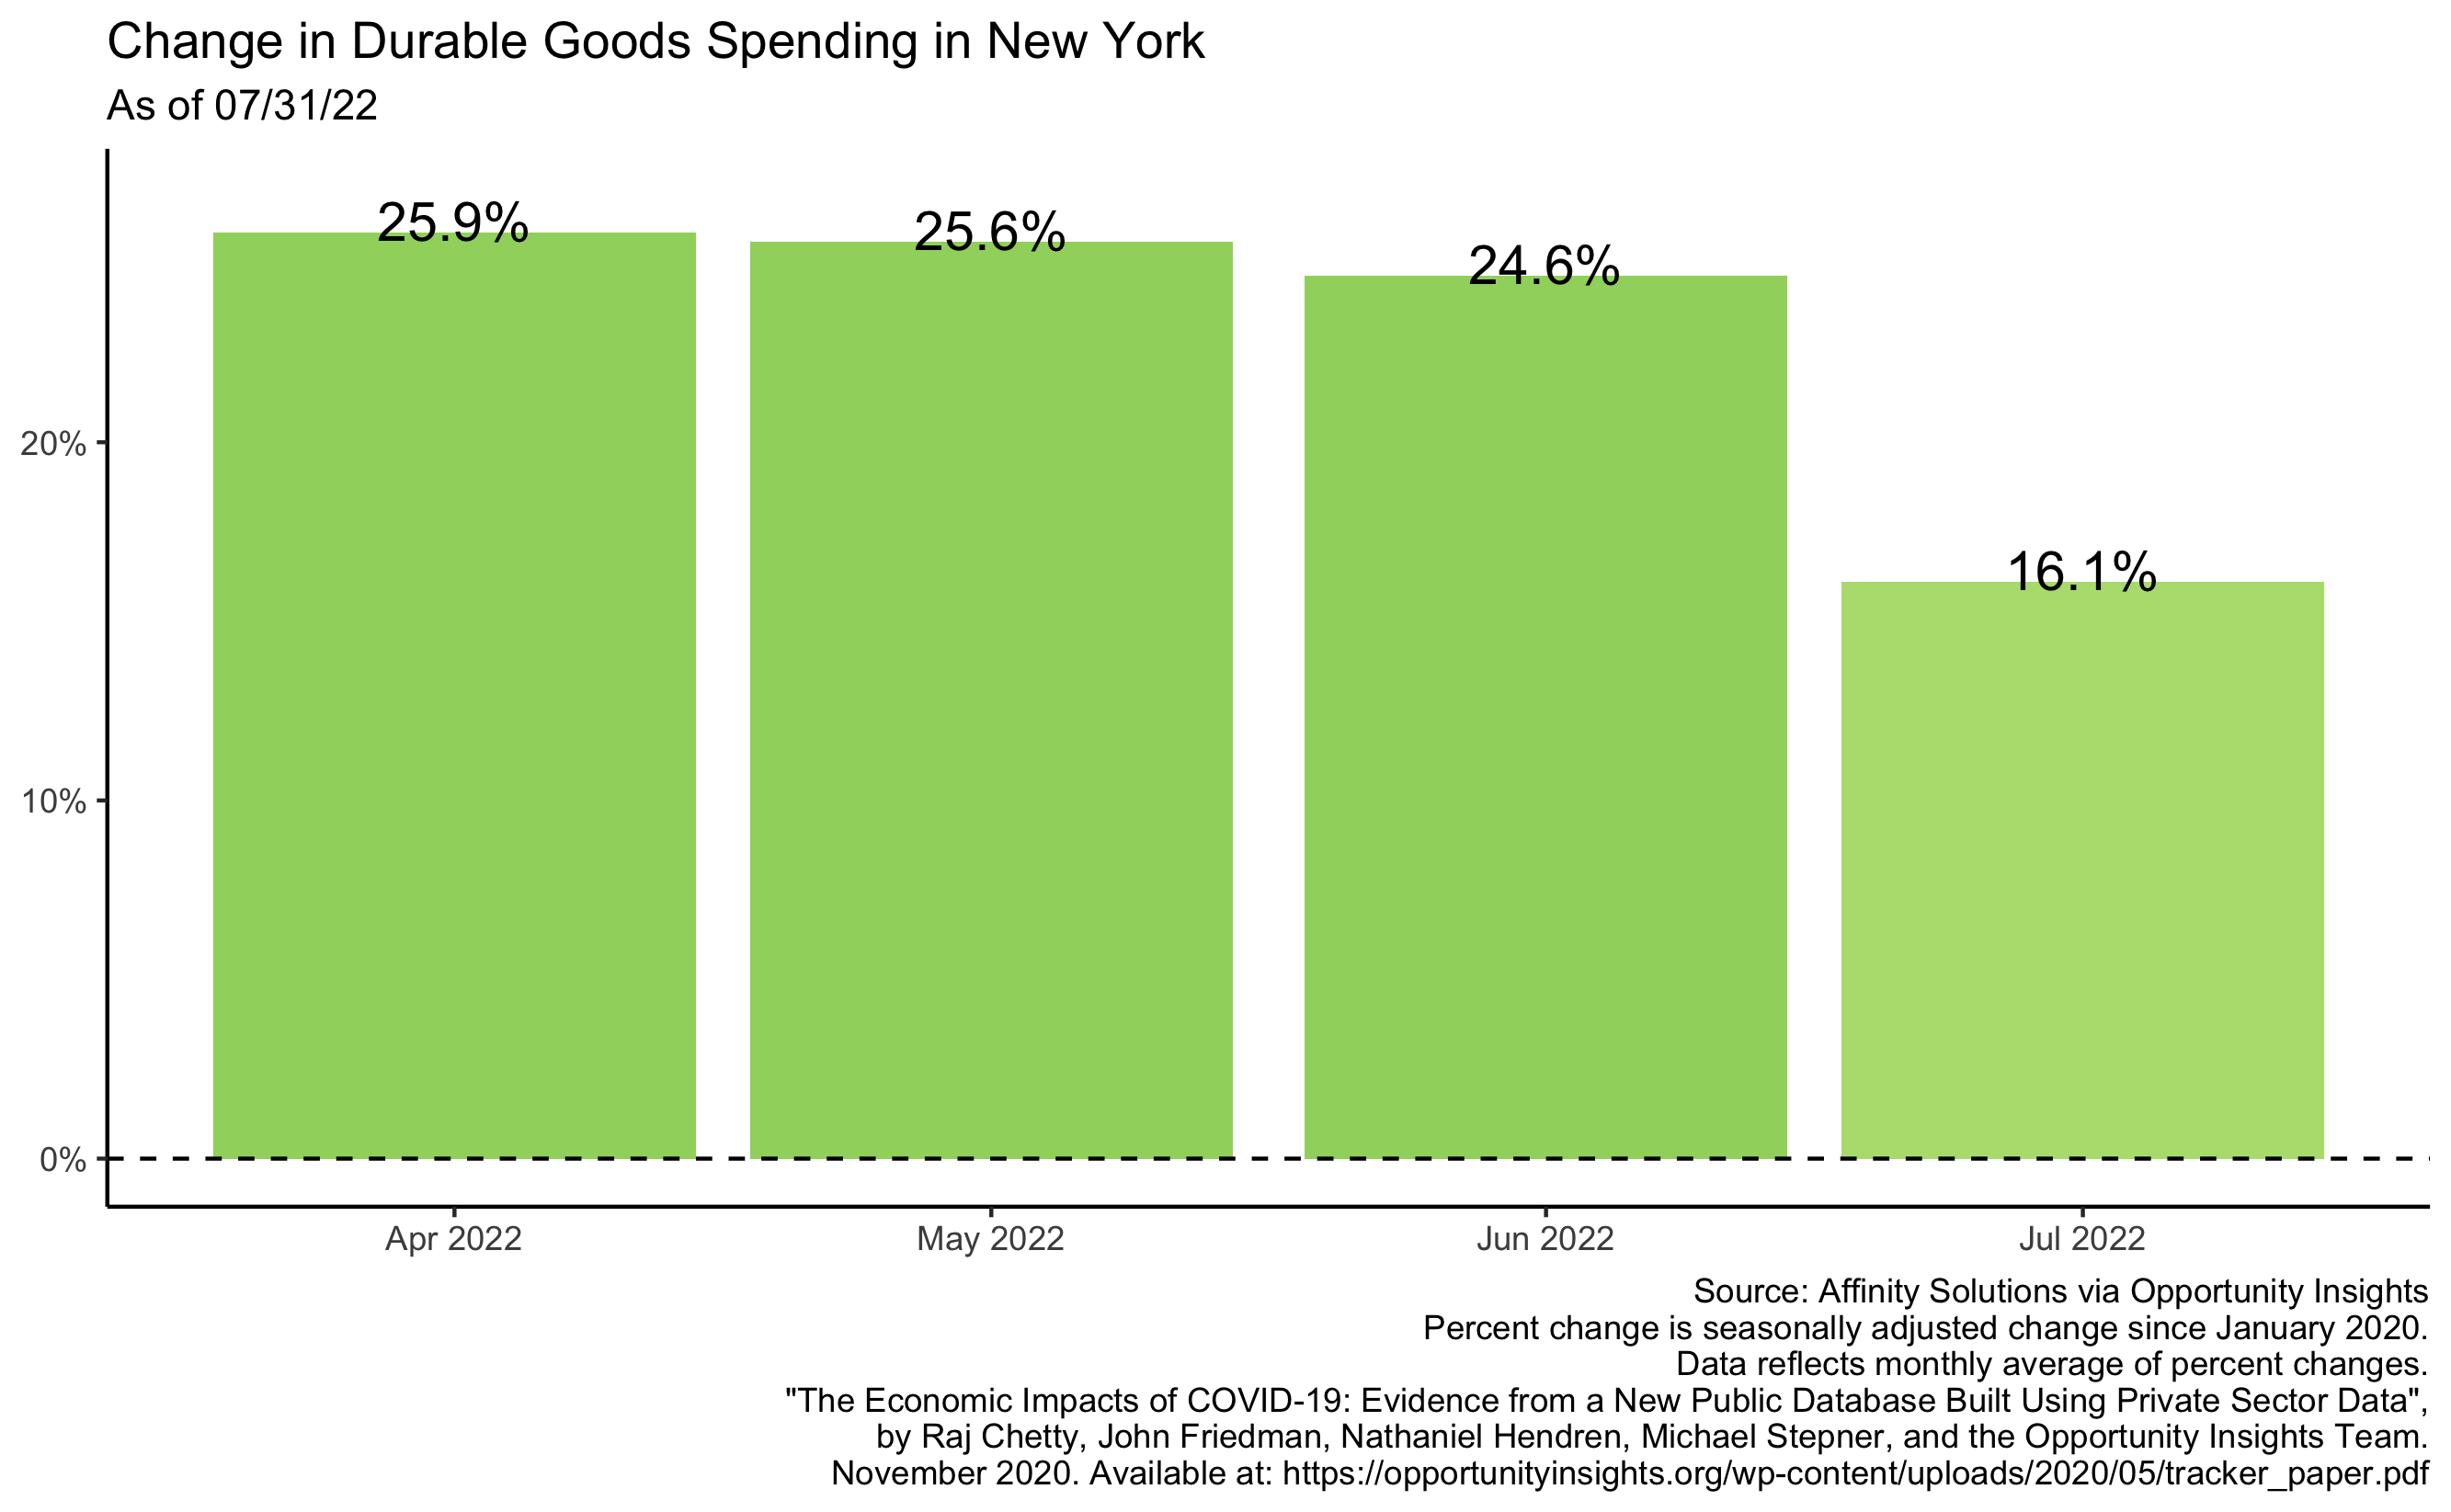 Change in Durable Goods Spending in New York
As of 07/31/22
25.9%
25.6%
24.6%
16.1%
20%
10%
0%
Apr 2022
May 2022
Jun 2022
Jul 2022
Source: Affinity Solutions via Opportunity Insights
Percent change is seasonally adjusted change since January 2020.
Data reflects monthly average of percent changes.
"The Economic Impacts of COVID-19: Evidence from a New Public Database Built Using Private Sector Data",
by Raj Chetty, John Friedman, Nathaniel Hendren, Michael Stepner, and the Opportunity Insights Team.
November 2020. Available at: https://opportunityinsights.org/wp-content/uploads/2020/05/tracker_paper.pdf